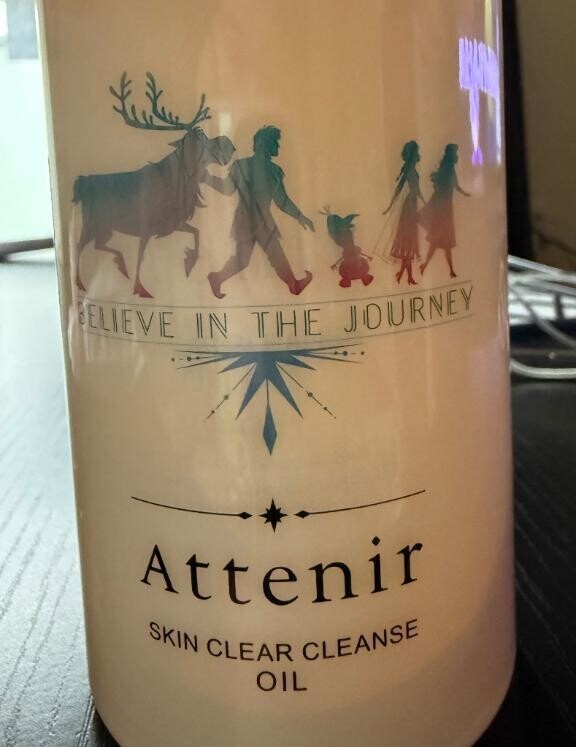 BELIEVE IN THE JOURNEY
Attenir
SKIN CLEAR CLEANSE
OIL